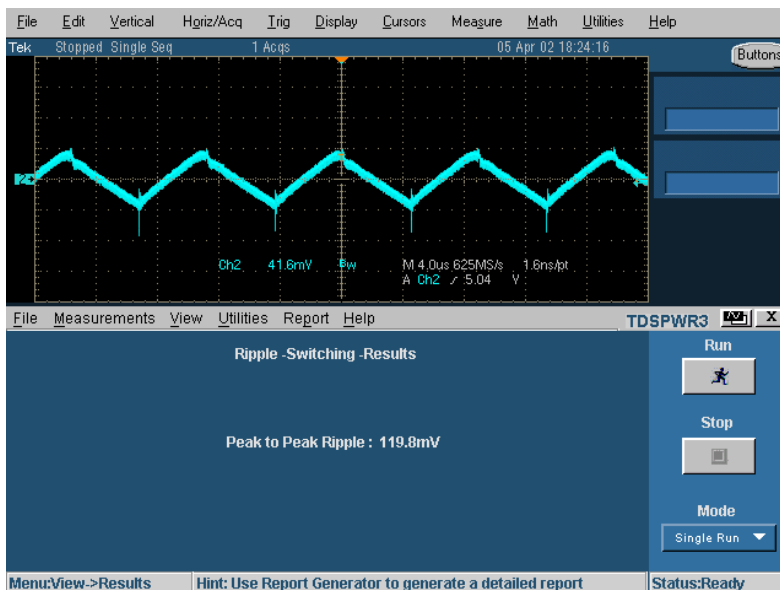 File Edit Vertical Horiz/Acq Trig Display Cursors Measure Math Utilities Help
Tek Stopped Single Seq 1 Acqs 05 Apr 02 18:24:16
Buttons
2
Ch2 41.6mV Bw M 4.0us 625MS/s 1.6ns/pt
A Ch2 ∕ 5.04 V
File Measurements View Utilities Report Help TDSPWR3 X
Ripple -Switching -Results
Run
Peak to Peak Ripple : 119.8mV
Stop
Mode
Single Run
Menu:View->Results Hint: Use Report Generator to generate a detailed report Status:Ready